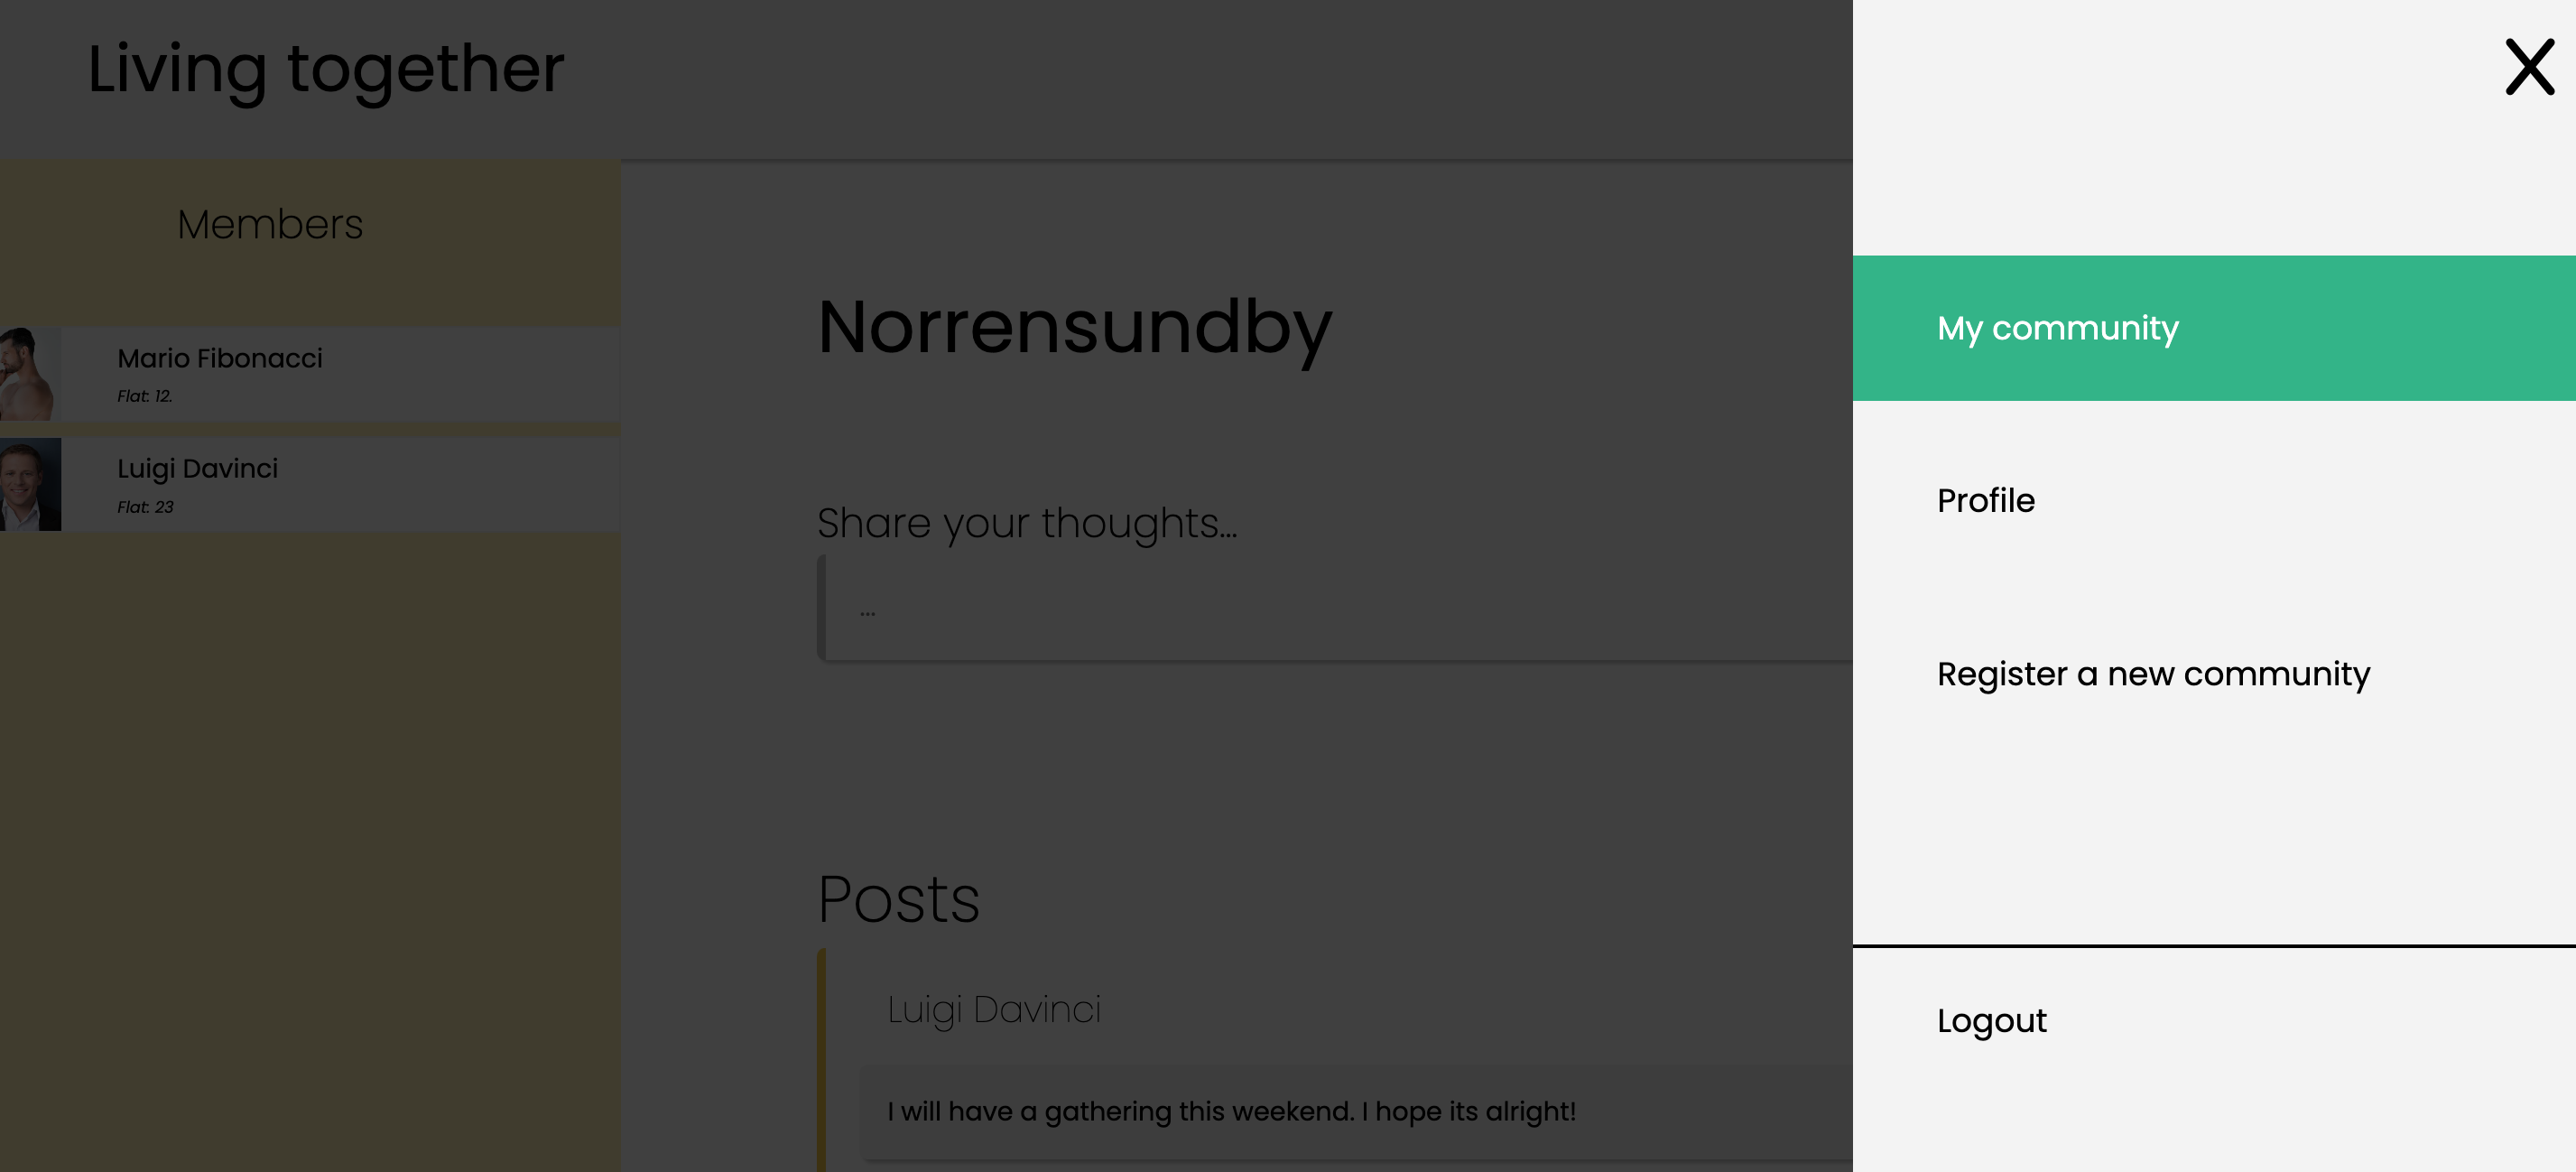 Living together
Members
Mario Fibonacci
Flat: 12.
Luigi Davinci
Flat: 23
Norrensundby
Share your thoughts...
...
Posts
Luigi Davinci
I will have a gathering this weekend. I hope its alright!
X
My community
Profile
Register a new community
Logout